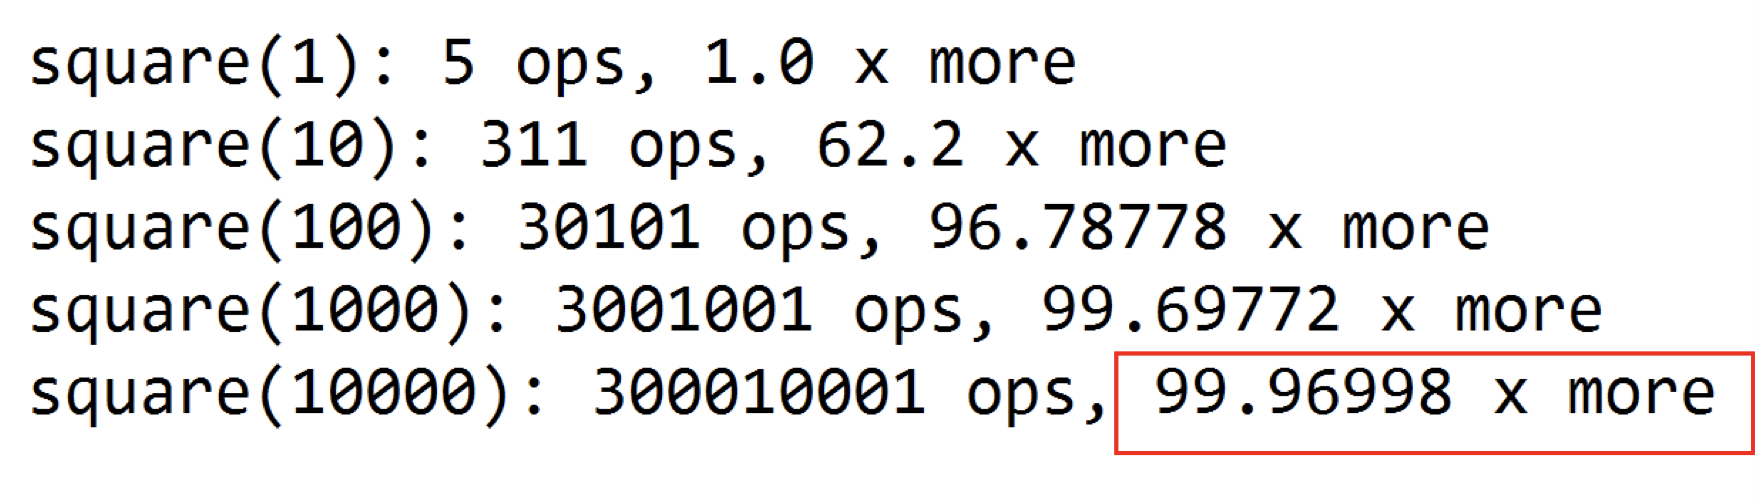 square(1): 5 ops, 1.0 x more
square(10): 311 ops, 62.2 x more
square(100): 30101 ops, 96.78778 x more
square(1000): 3001001 ops, 99.69772 x more
square(10000): 300010001 ops, 99.96998 x more